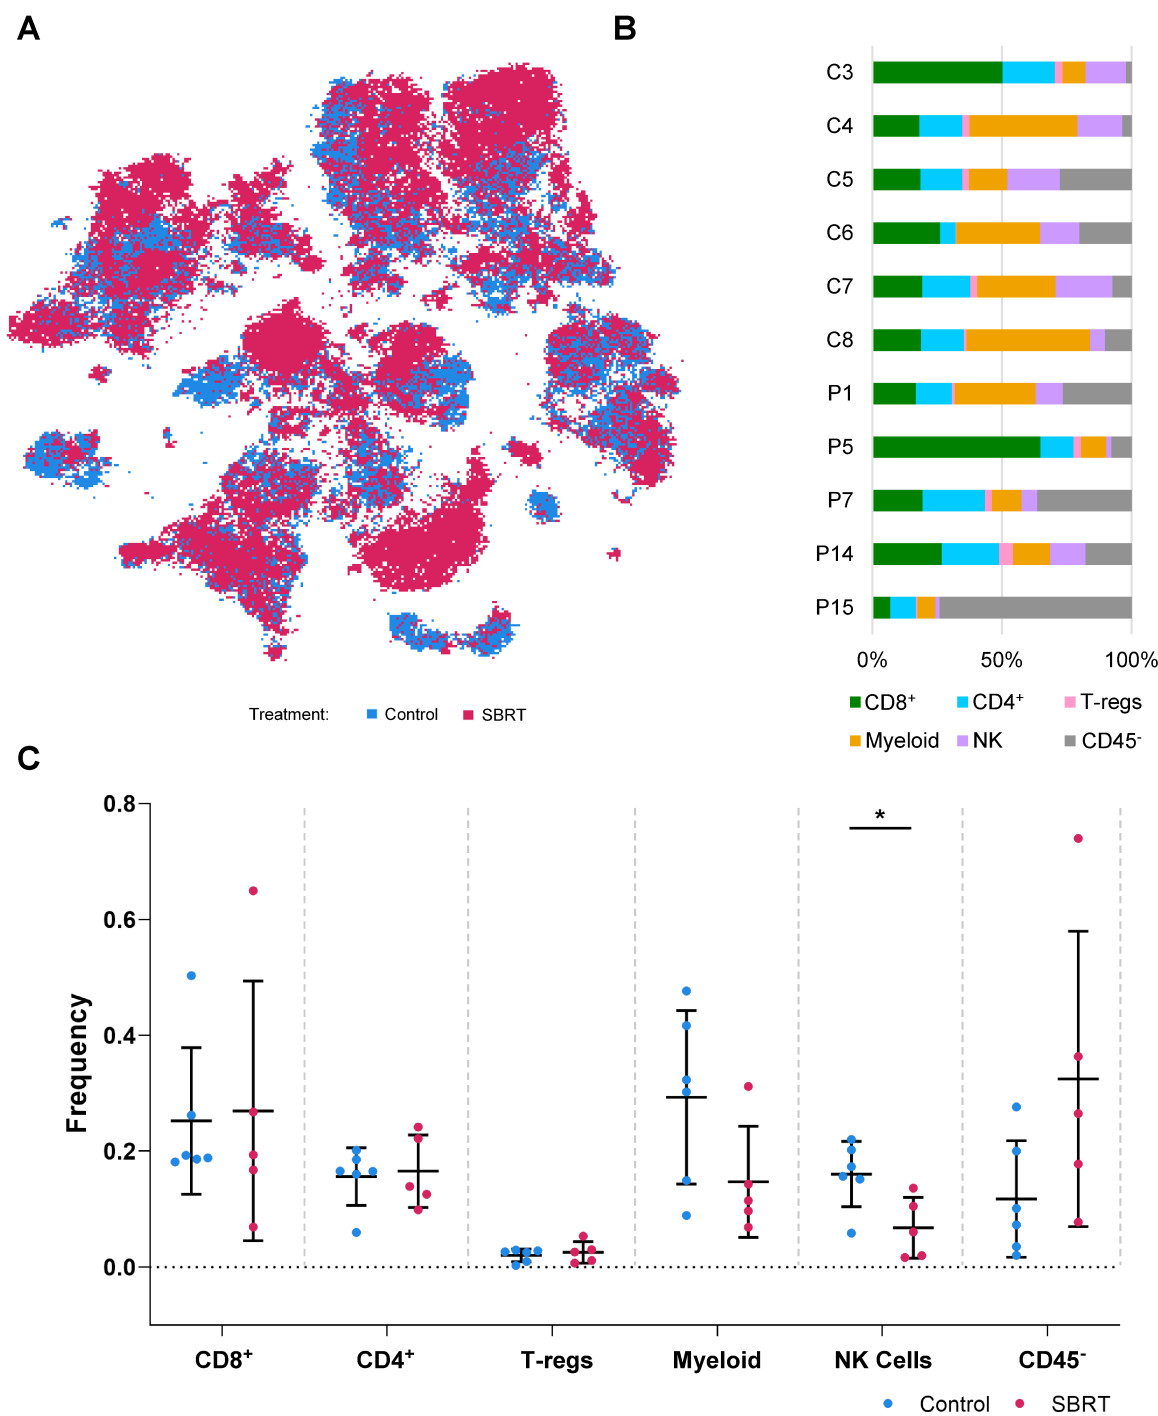 A
B
C3
C4
C5
C6
C7
C8
P1
P5
P7
P14
P15
0% 50% 100%
CD8⁺ CD4⁺ T-regs
Myeloid NK CD45⁻
Treatment: Control SBRT
C
0.8
0.6
0.4
0.2
0.0
Frequency
*
CD8⁺ CD4⁺ T-regs Myeloid NK Cells CD45⁻
Control SBRT